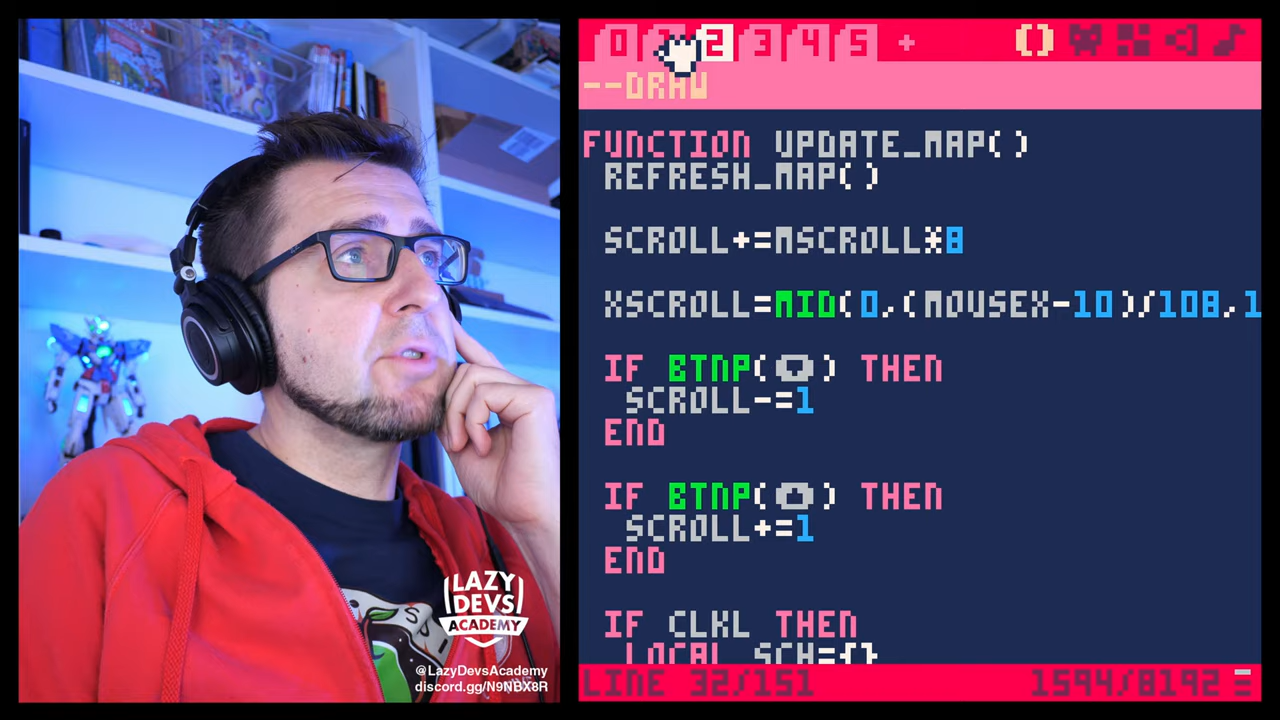 0 2 3 4 5 +
--DRAW
FUNCTION UPDATE_MAP()
REFRESH_MAP()
SCROLL+=MSCROLL*8
XSCROLL=MID(0,(MOUSEX-10)/108,1
IF BTNP(⬇️) THEN
SCROLL-=1
END
IF BTNP(⬆️) THEN
SCROLL+=1
END
IF CLKL THEN
LOCAL SCH={}
LINE 32/151 1594/8192
LAZY
DEVS
ACADEMY
@LazyDevsAcademy
discord.gg/N9NBX8R